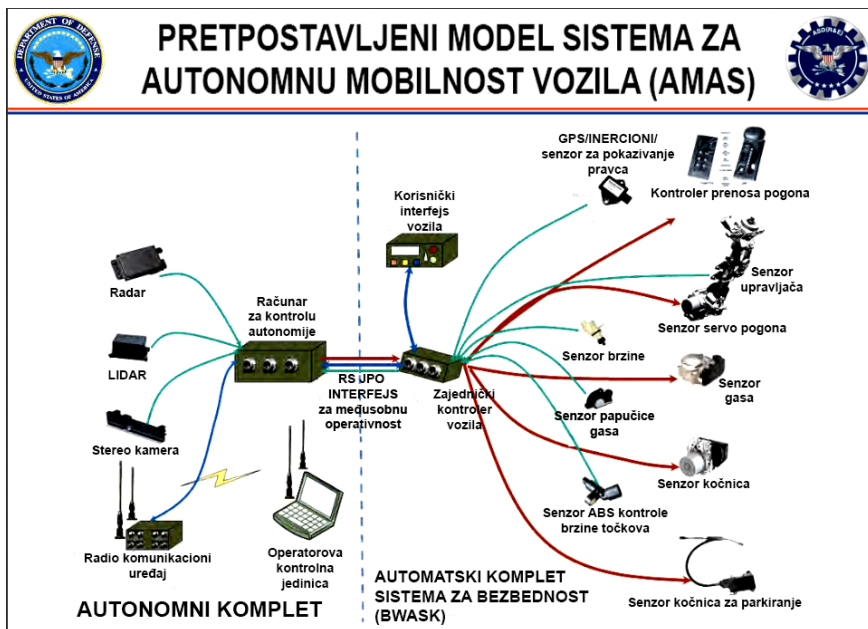 PRETPOSTAVLJENI MODEL SISTEMA ZA
AUTONOMNU MOBILNOST VOZILA (AMAS)
DEPARTMENT OF DEFENSE
UNITED STATES OF AMERICA
ASD(R&E)
GPS/INERCIONI/
senzor za pokazivanje
pravca
Kontroler prenosa pogona
Korisnički
interfejs
vozila
Radar
Računar
za kontrolu
autonomije
Senzor
upravljača
Senzor servo pogona
LIDAR
Senzor brzine
RS JPO
INTERFEJS
za međusobnu
operativnost
Zajednički
kontroler
vozila
Senzor
gasa
Senzor papučice
gasa
Stereo kamera
Senzor kočnica
Senzor ABS kontrole
brzine točkova
Radio komunikacioni
uređaj
Operatorova
kontrolna
jedinica
Senzor kočnica za parkiranje
AUTONOMNI KOMPLET
AUTOMATSKI KOMPLET
SISTEMA ZA BEZBEDNOST
(BWASK)